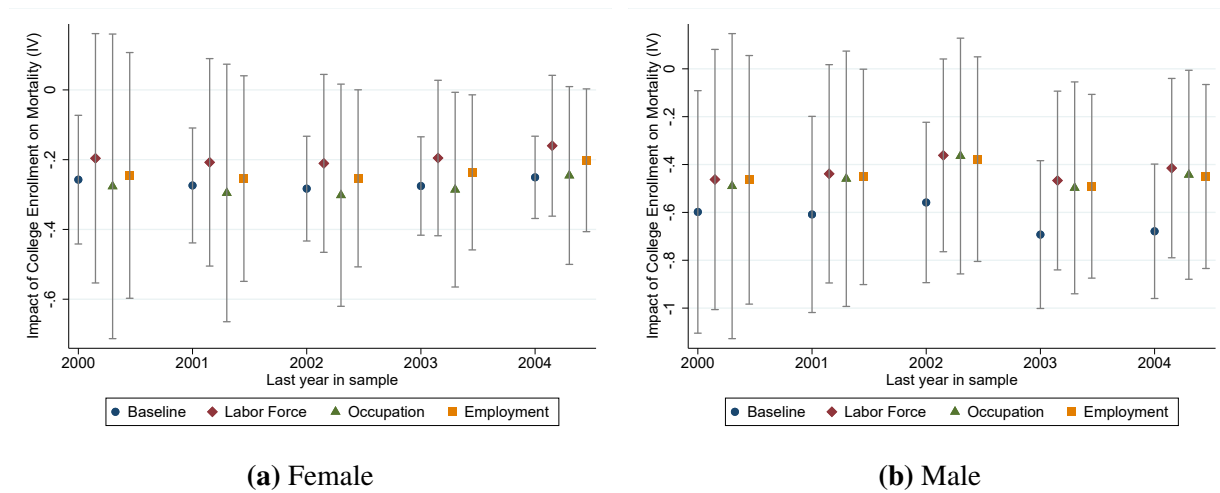 Impact of College Enrollment on Mortality (IV)
0
-.2
-.4
-.6
2000 2001 2002 2003 2004
Last year in sample
Baseline Labor Force Occupation Employment
(a) Female
Impact of College Enrollment on Mortality (IV)
0
-.2
-.4
-.6
-.8
-1
2000 2001 2002 2003 2004
Last year in sample
Baseline Labor Force Occupation Employment
(b) Male